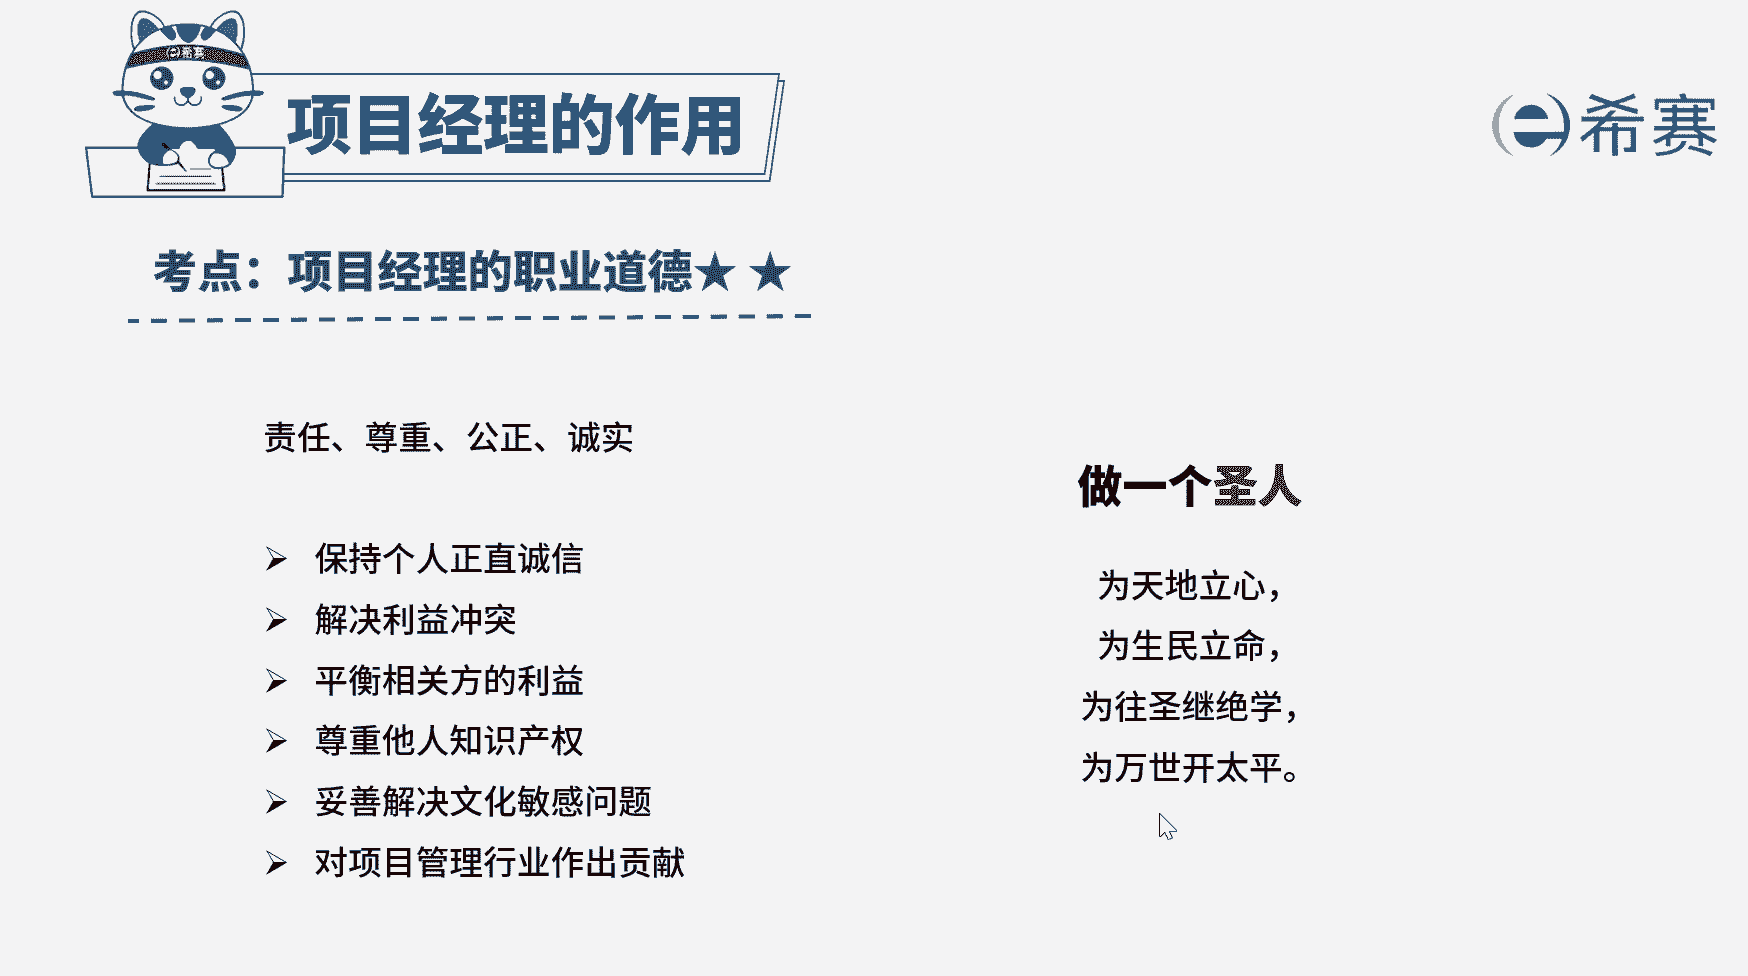 希赛
项目经理的作用
希赛
考点：项目经理的职业道德★ ★
责任、尊重、公正、诚实
保持个人正直诚信
解决利益冲突
平衡相关方的利益
尊重他人知识产权
妥善解决文化敏感问题
对项目管理行业作出贡献
做一个圣人
为天地立心，
为生民立命，
为往圣继绝学，
为万世开太平。